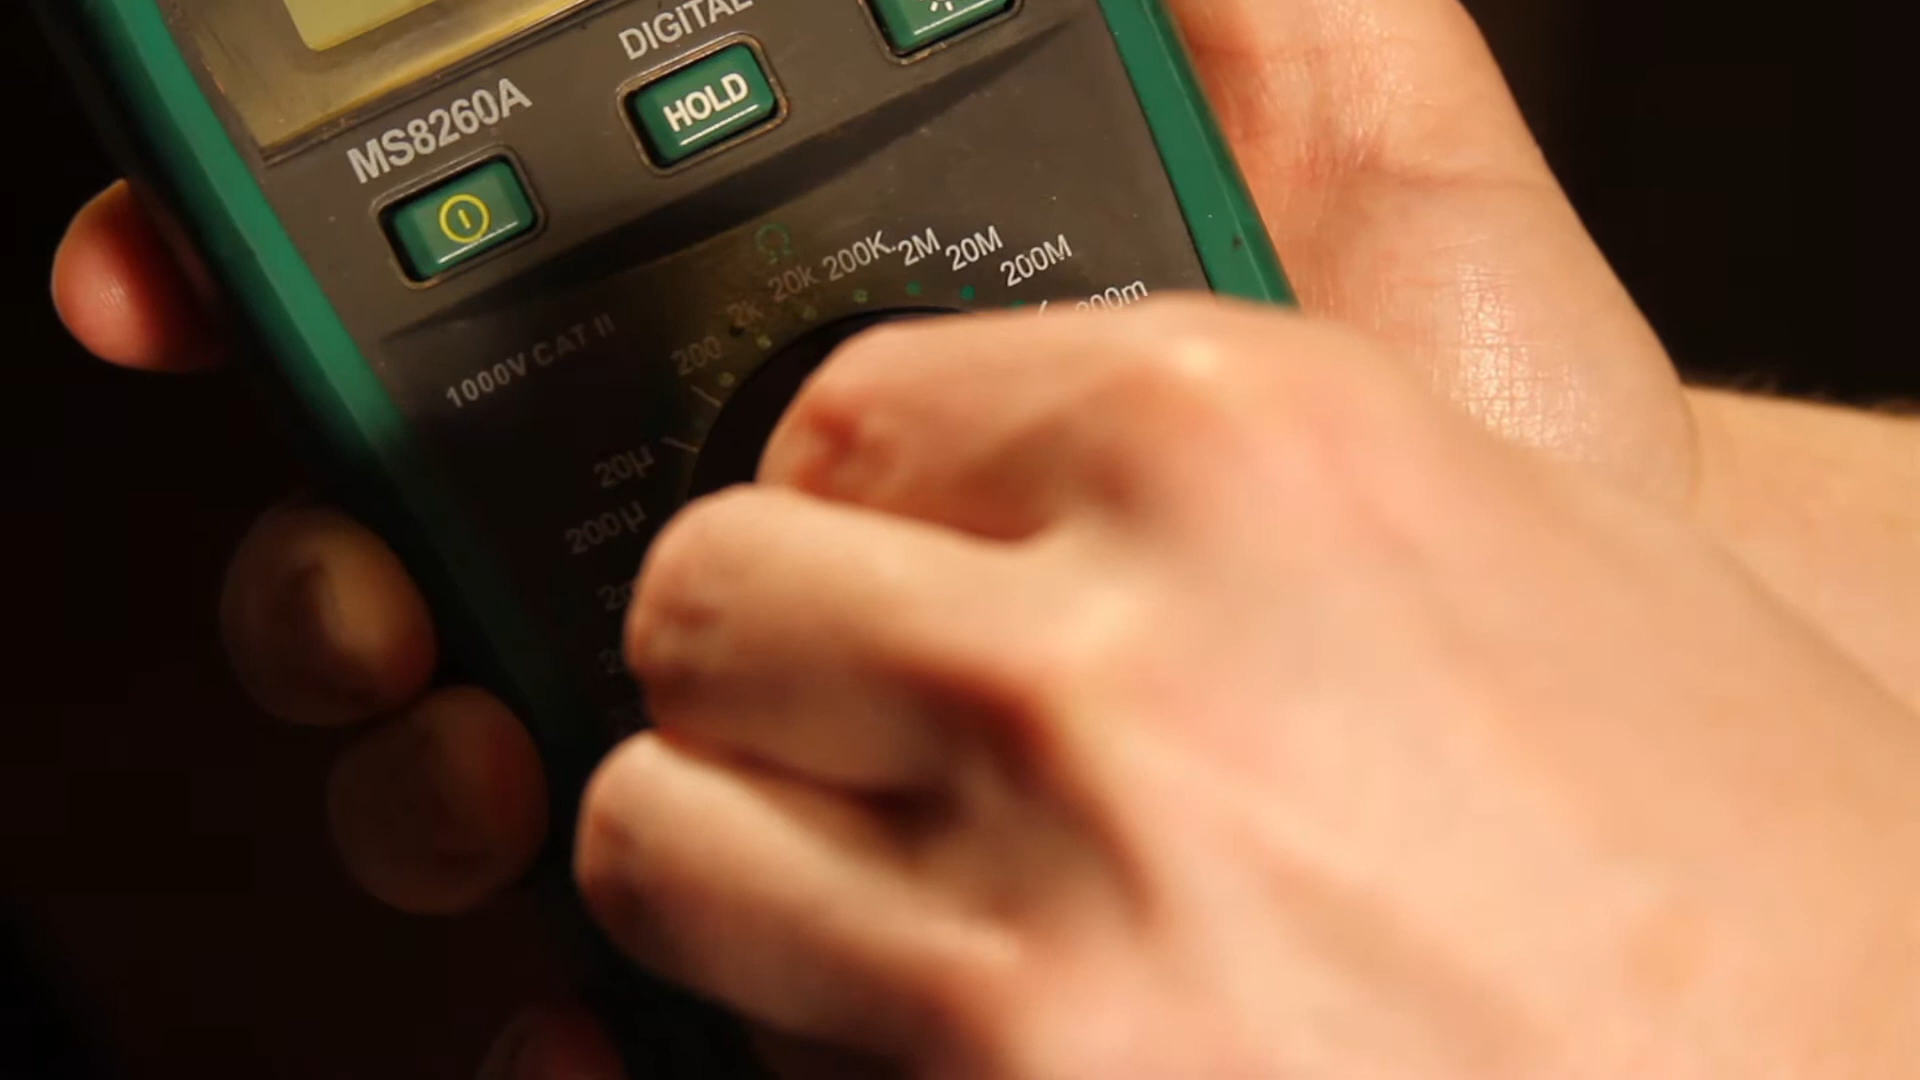 DIGITAL
MS8260A
HOLD
Ω
200 2k 20k 200K 2M 20M 200M
200m
1000V CAT II
20µ
200µ